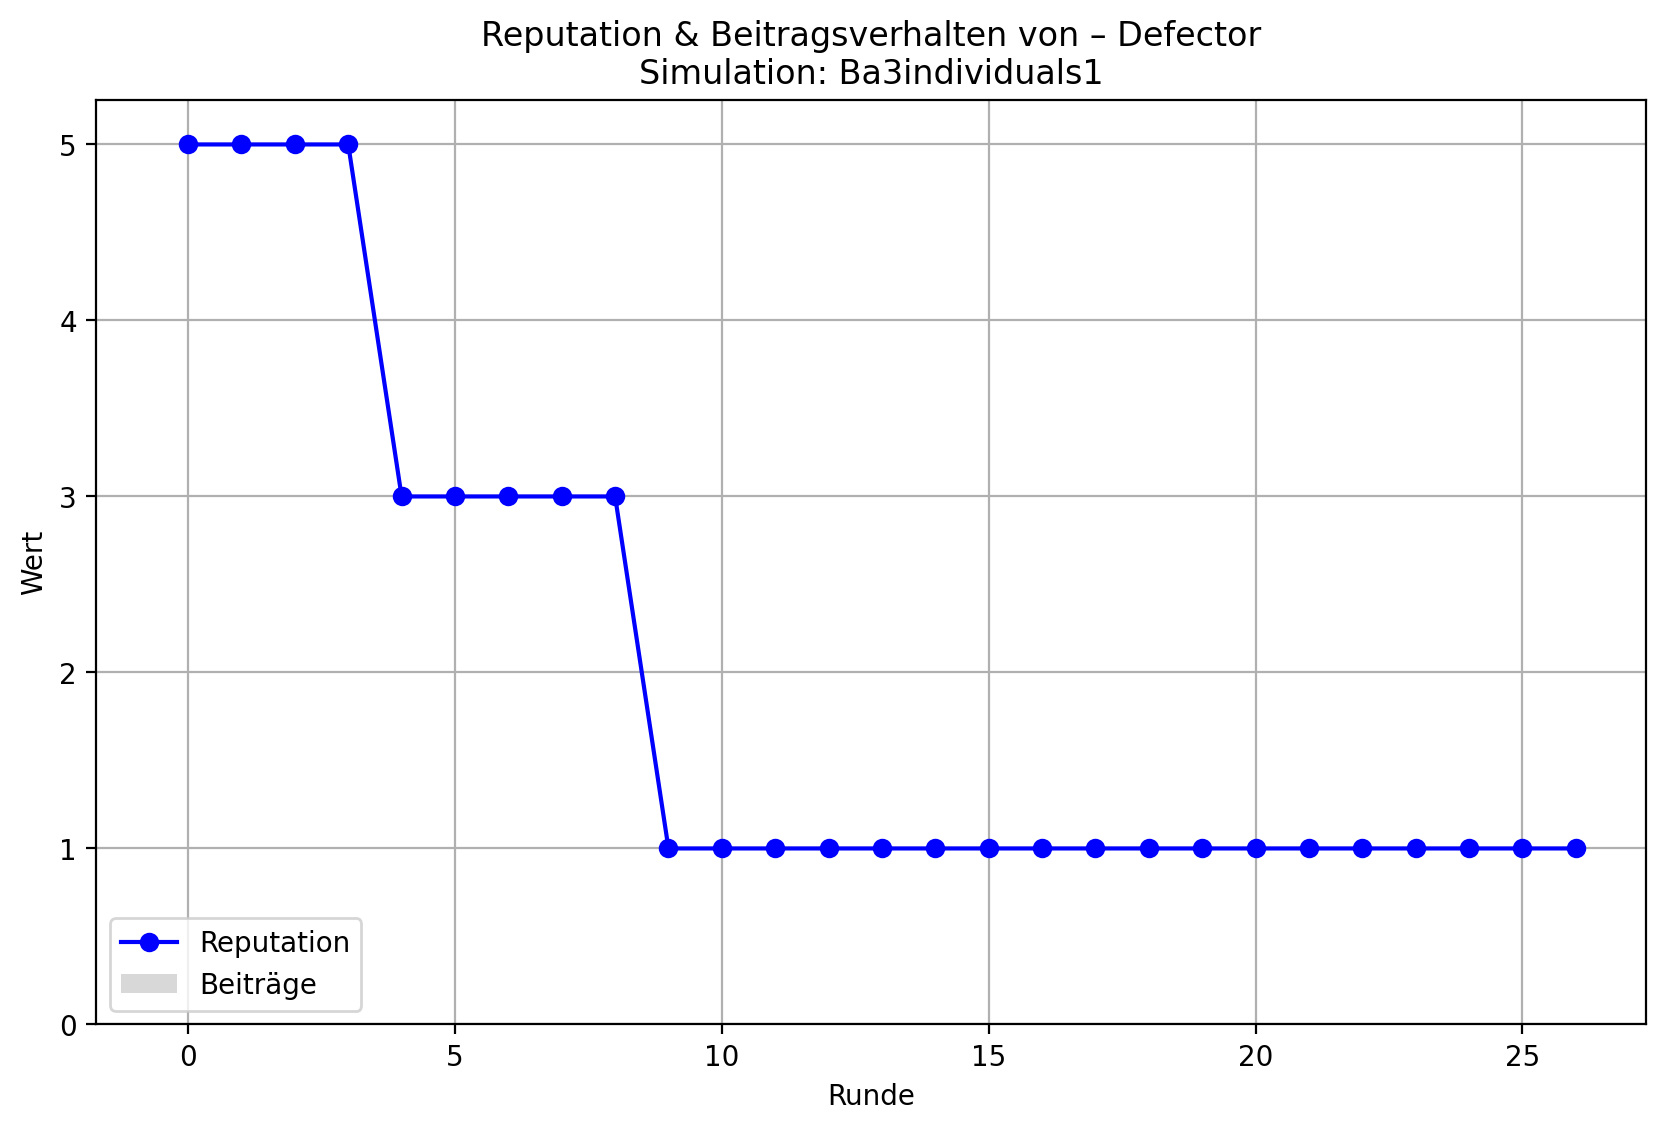 Reputation & Beitragsverhalten von – Defector
Simulation: Ba3individuals1
Wert
5
4
3
2
1
0
Reputation
Beiträge
0 5 10 15 20 25
Runde